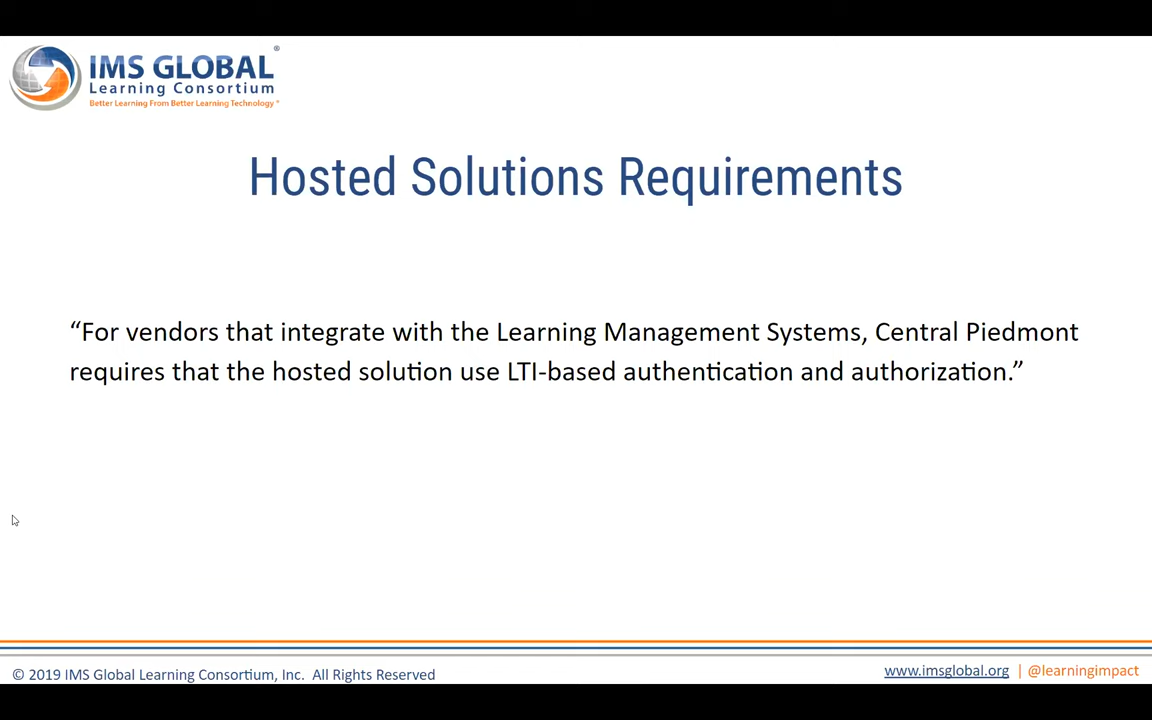 IMS GLOBAL®
Learning Consortium
Better Learning From Better Learning Technology®
Hosted Solutions Requirements
“For vendors that integrate with the Learning Management Systems, Central Piedmont
requires that the hosted solution use LTI-based authentication and authorization.”
© 2019 IMS Global Learning Consortium, Inc. All Rights Reserved
www.imsglobal.org | @learningimpact